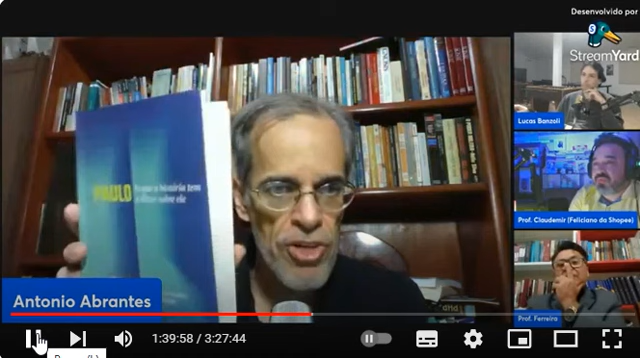 Desenvolvido por
StreamYard
Lucas Banzoli
Prof. Claudemir (Feliciano da Shopee)
PAULO
o que a história tem
a dizer sobre ele
Antonio Abrantes
Prof. Ferreira
1:39:58 / 3:27:44